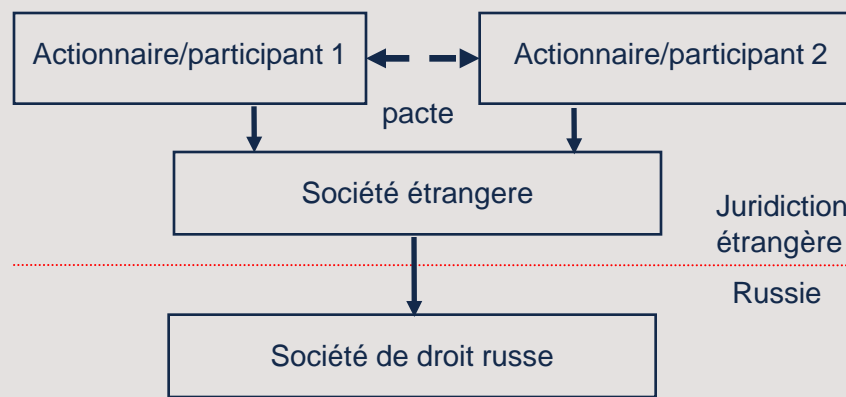 Actionnaire/participant 1
Actionnaire/participant 2
pacte
Société étrangere
Juridiction
étrangère
Russie
Société de droit russe